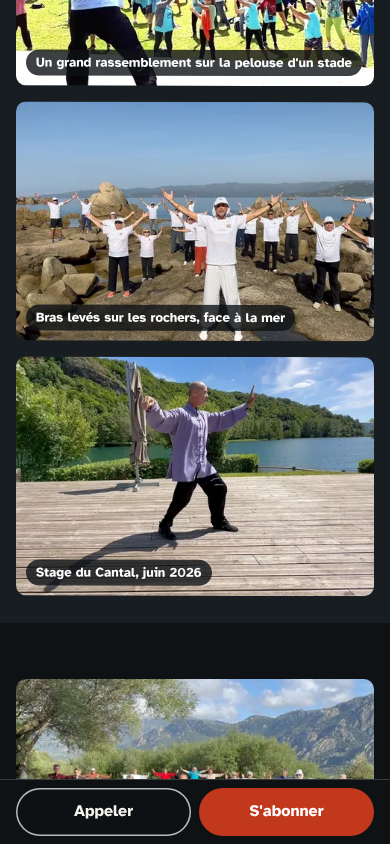 Un grand rassemblement sur la pelouse d'un stade
Bras levés sur les rochers, face à la mer
Stage du Cantal, juin 2026
Appeler
S'abonner